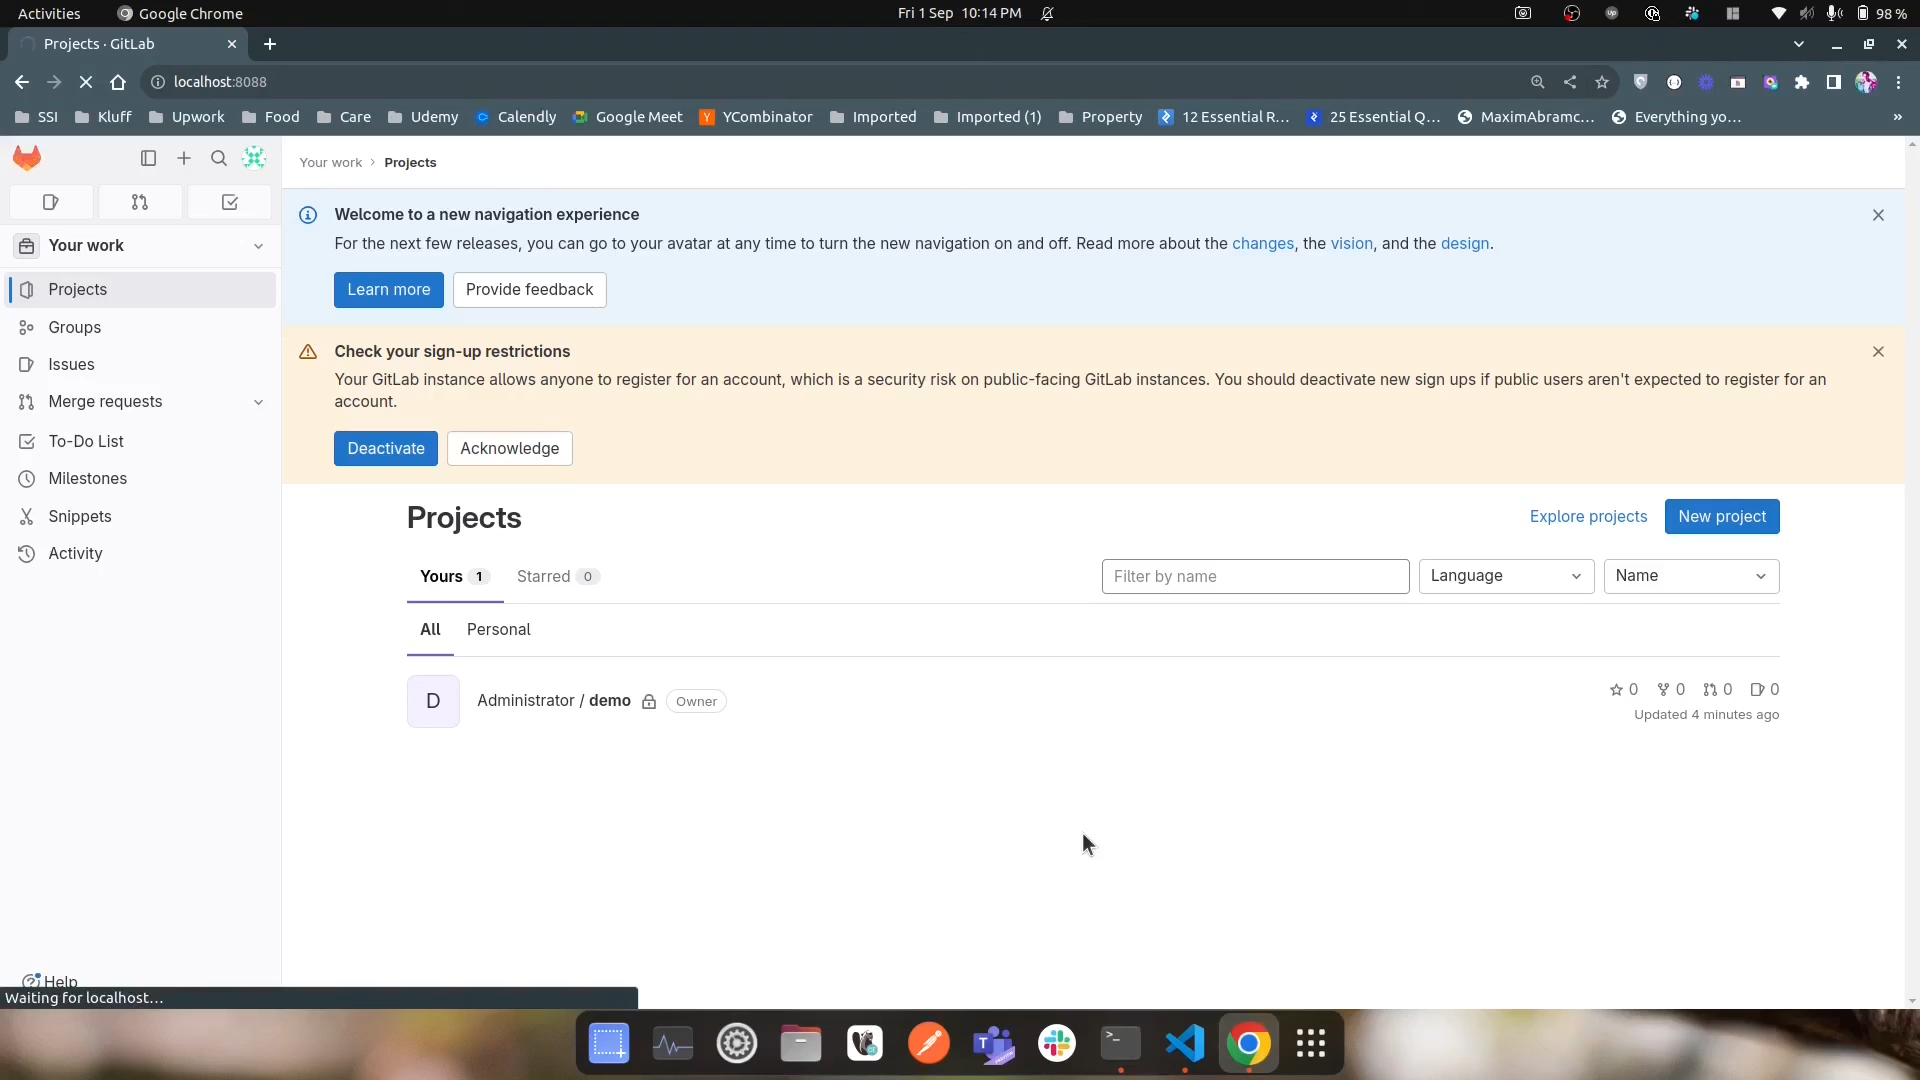 Activities
Google Chrome
Fri 1 Sep 10:14 PM
98 %
Projects · GitLab
localhost:8088
SSI
Kluff
Upwork
Food
Care
Udemy
Calendly
Google Meet
YCombinator
Imported
Imported (1)
Property
12 Essential R...
25 Essential Q...
MaximAbramc...
Everything yo...
»
Your work
Projects
Groups
Issues
Merge requests
To-Do List
Milestones
Snippets
Activity
Help
Waiting for localhost...
Your work › Projects
Welcome to a new navigation experience
For the next few releases, you can go to your avatar at any time to turn the new navigation on and off. Read more about the changes, the vision, and the design.
Learn more
Provide feedback
Check your sign-up restrictions
Your GitLab instance allows anyone to register for an account, which is a security risk on public-facing GitLab instances. You should deactivate new sign ups if public users aren't expected to register for an
account.
Deactivate
Acknowledge
Projects
Explore projects
New project
Yours 1
Starred 0
Filter by name
Language
Name
All
Personal
D
Administrator / demo
Owner
0
0
0
0
Updated 4 minutes ago